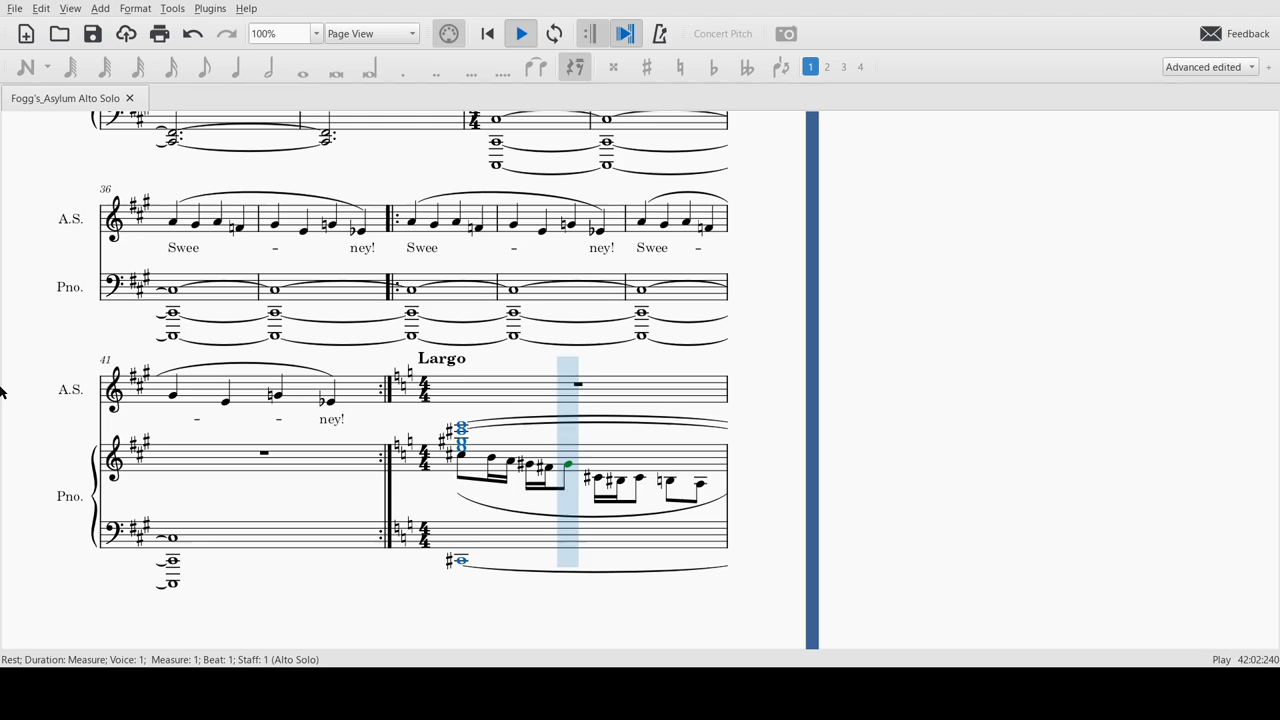 File Edit View Add Format Tools Plugins Help
100% Page View Concert Pitch Feedback
1 2 3 4 Advanced edited
Fogg's_Asylum Alto Solo
36
A.S.
Swee - ney! Swee - ney! Swee -
Pno.
41 Largo
A.S.
- - ney!
Pno.
Rest; Duration: Measure; Voice: 1; Measure: 1; Beat: 1; Staff: 1 (Alto Solo) Play 42:02:240